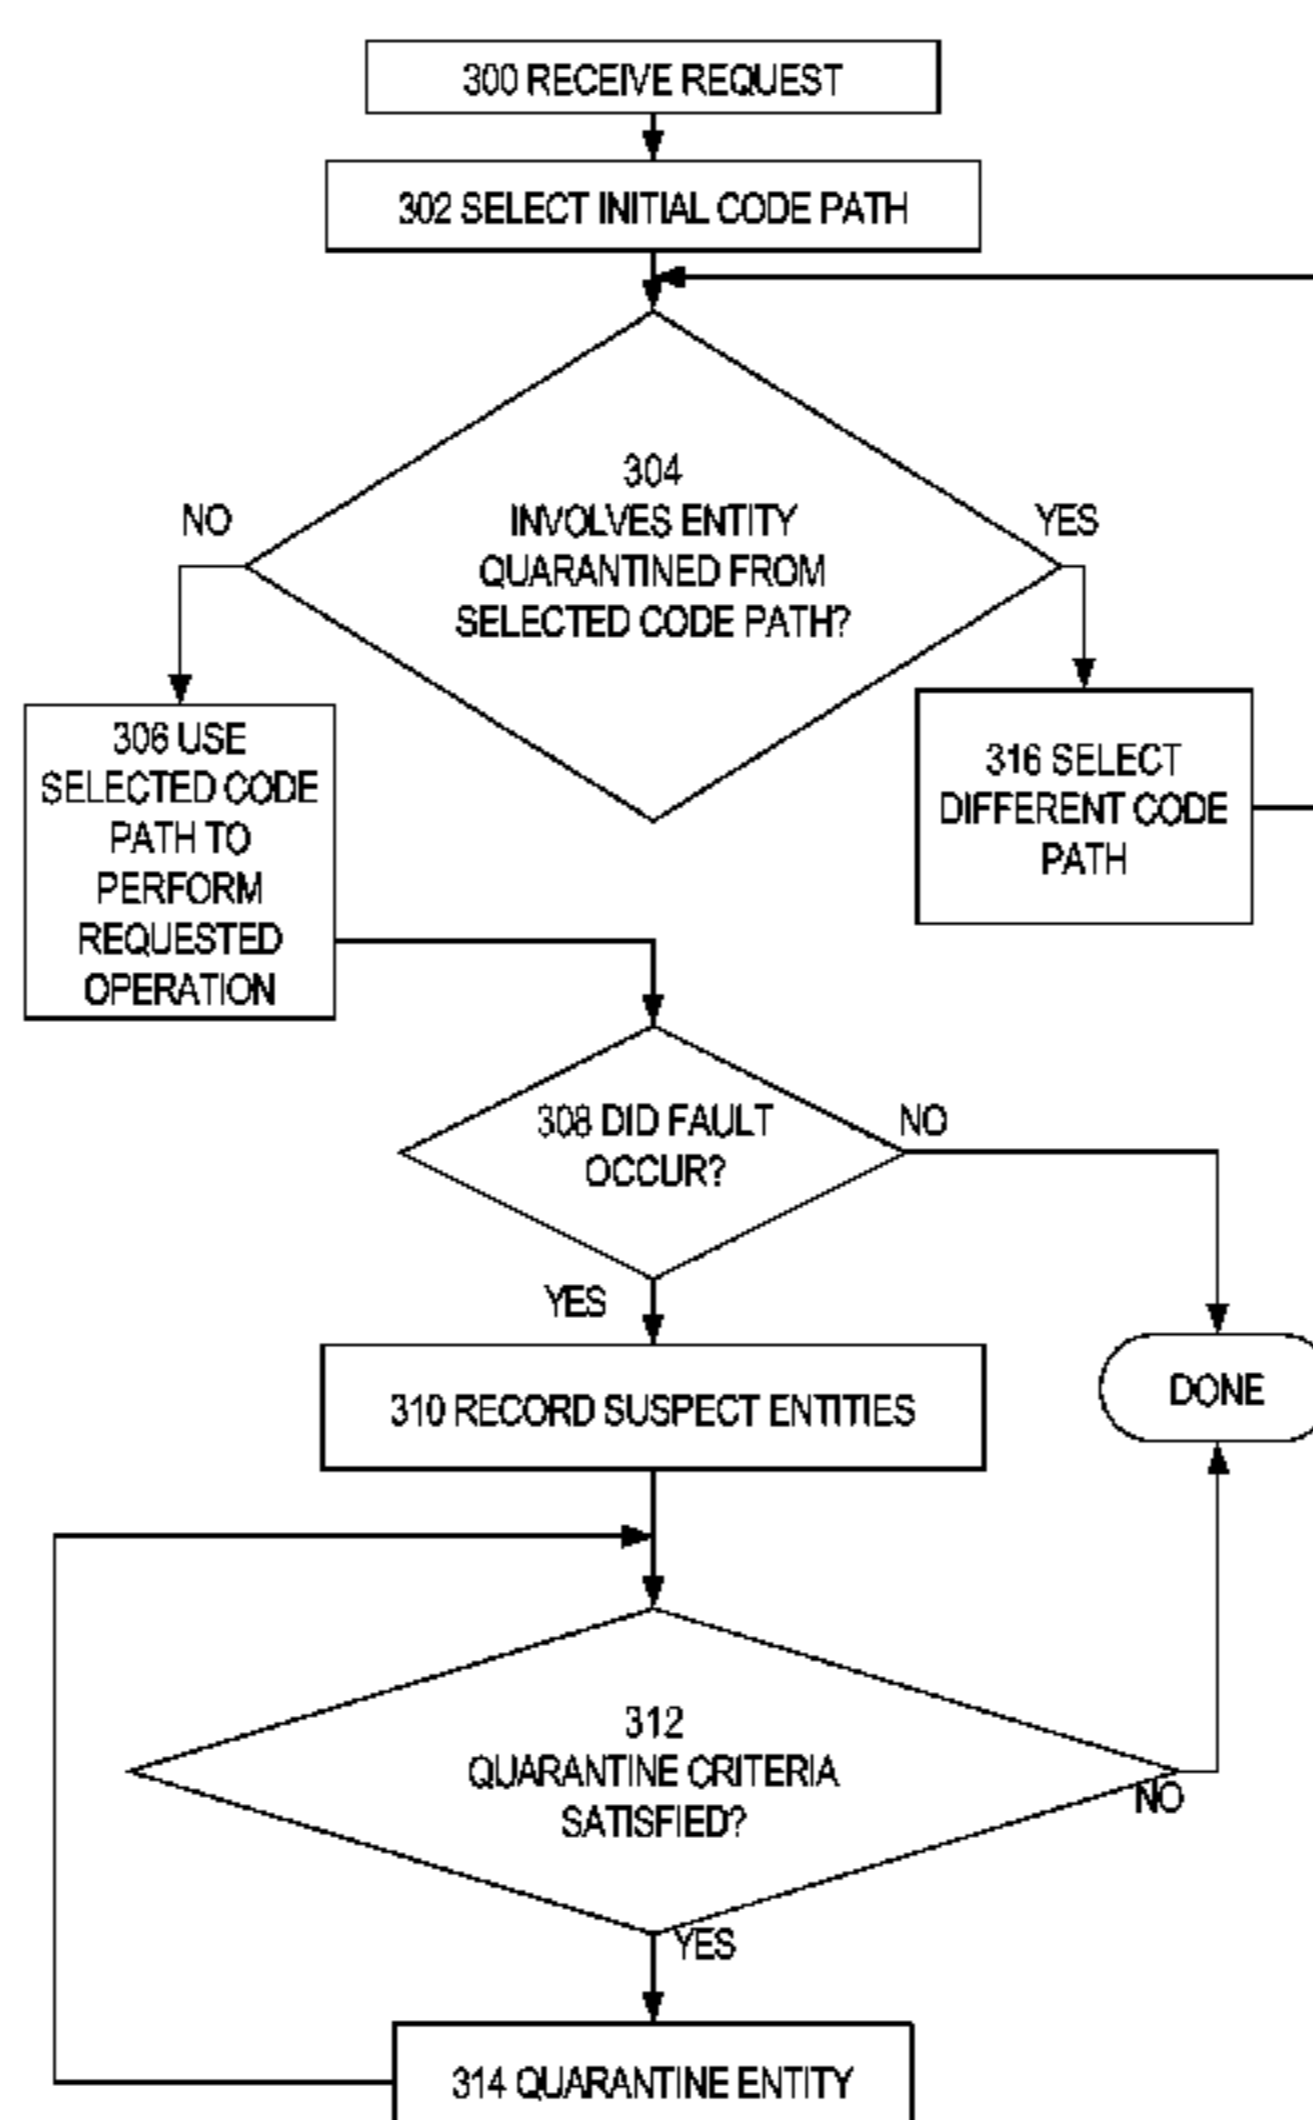 300 RECEIVE REQUEST
302 SELECT INITIAL CODE PATH
304
INVOLVES ENTITY
QUARANTINED FROM
SELECTED CODE PATH?
NO
YES
306 USE
SELECTED CODE
PATH TO
PERFORM
REQUESTED
OPERATION
316 SELECT
DIFFERENT CODE
PATH
308 DID FAULT
OCCUR?
NO
YES
310 RECORD SUSPECT ENTITIES
DONE
312
QUARANTINE CRITERIA
SATISFIED?
NO
YES
314 QUARANTINE ENTITY